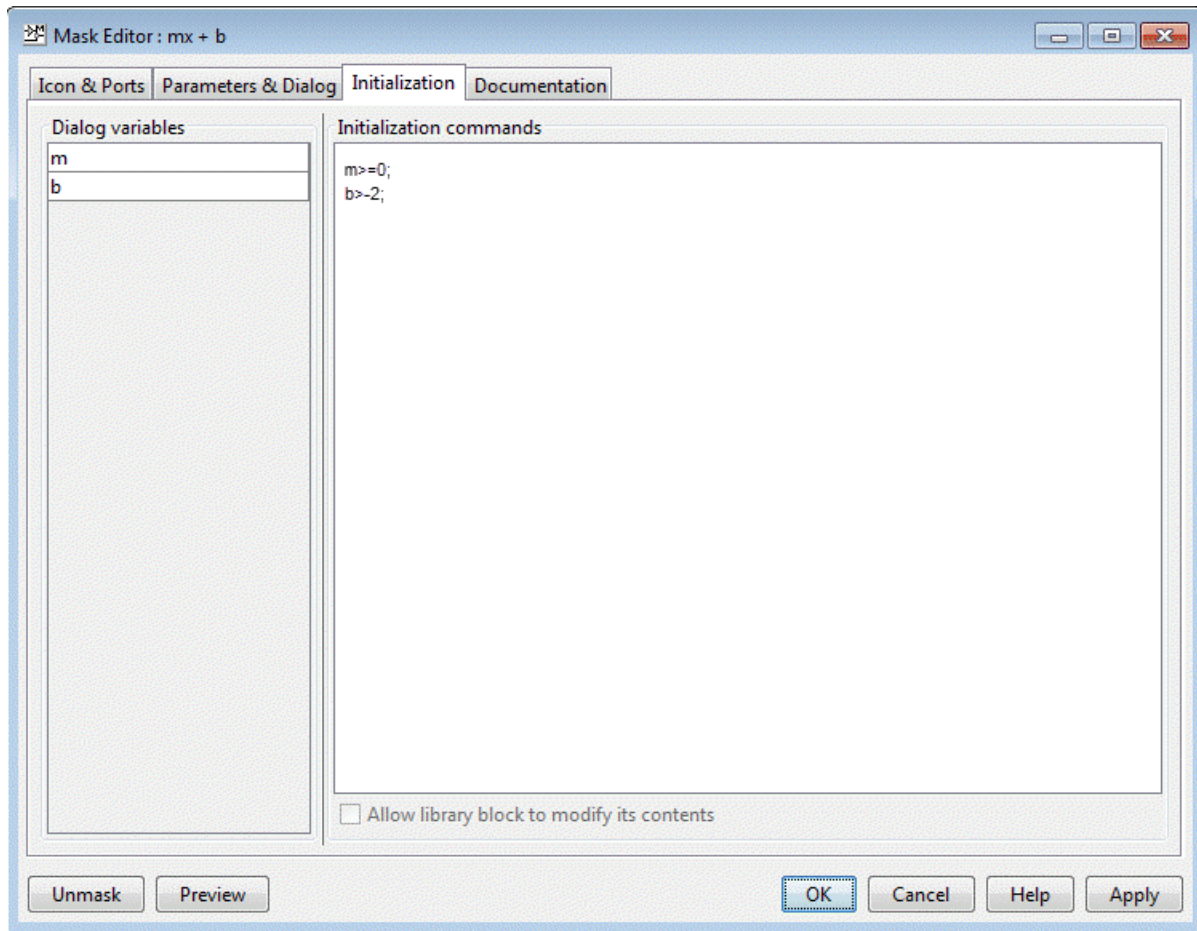 Mask Editor : mx + b
Icon & Ports Parameters & Dialog Initialization Documentation
Dialog variables
m
b
Initialization commands
m>=0;
b>-2;
Allow library block to modify its contents
Unmask Preview OK Cancel Help Apply